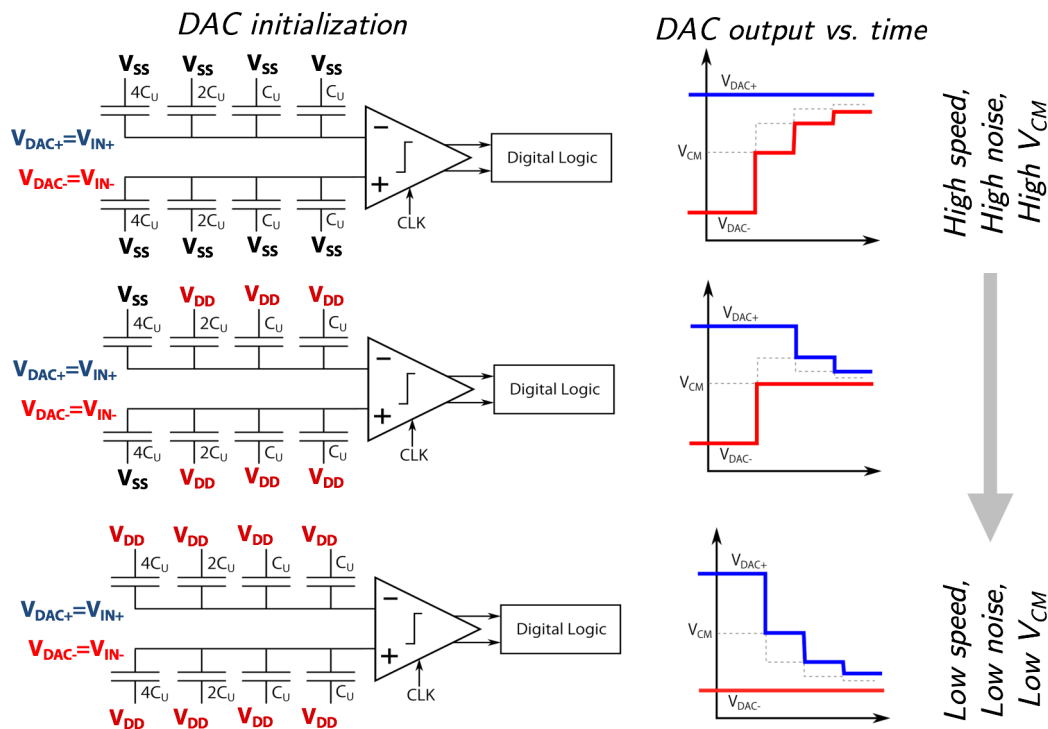 DAC initialization
DAC output vs. time
VSS VSS VSS VSS
4CU 2CU CU CU
VDAC+=VIN+
VDAC-=VIN-
− +
CLK
Digital Logic
4CU 2CU CU CU
VSS VSS VSS VSS
VDAC+
VCM
VDAC-
High speed,
High noise,
High VCM
VSS VDD VDD VDD
4CU 2CU CU CU
VDAC+=VIN+
VDAC-=VIN-
− +
CLK
Digital Logic
4CU 2CU CU CU
VSS VDD VDD VDD
VDAC+
VCM
VDAC-
VDD VDD VDD VDD
4CU 2CU CU CU
VDAC+=VIN+
VDAC-=VIN-
− +
CLK
Digital Logic
4CU 2CU CU CU
VDD VDD VDD VDD
VDAC+
VCM
VDAC-
Low speed,
Low noise,
Low VCM